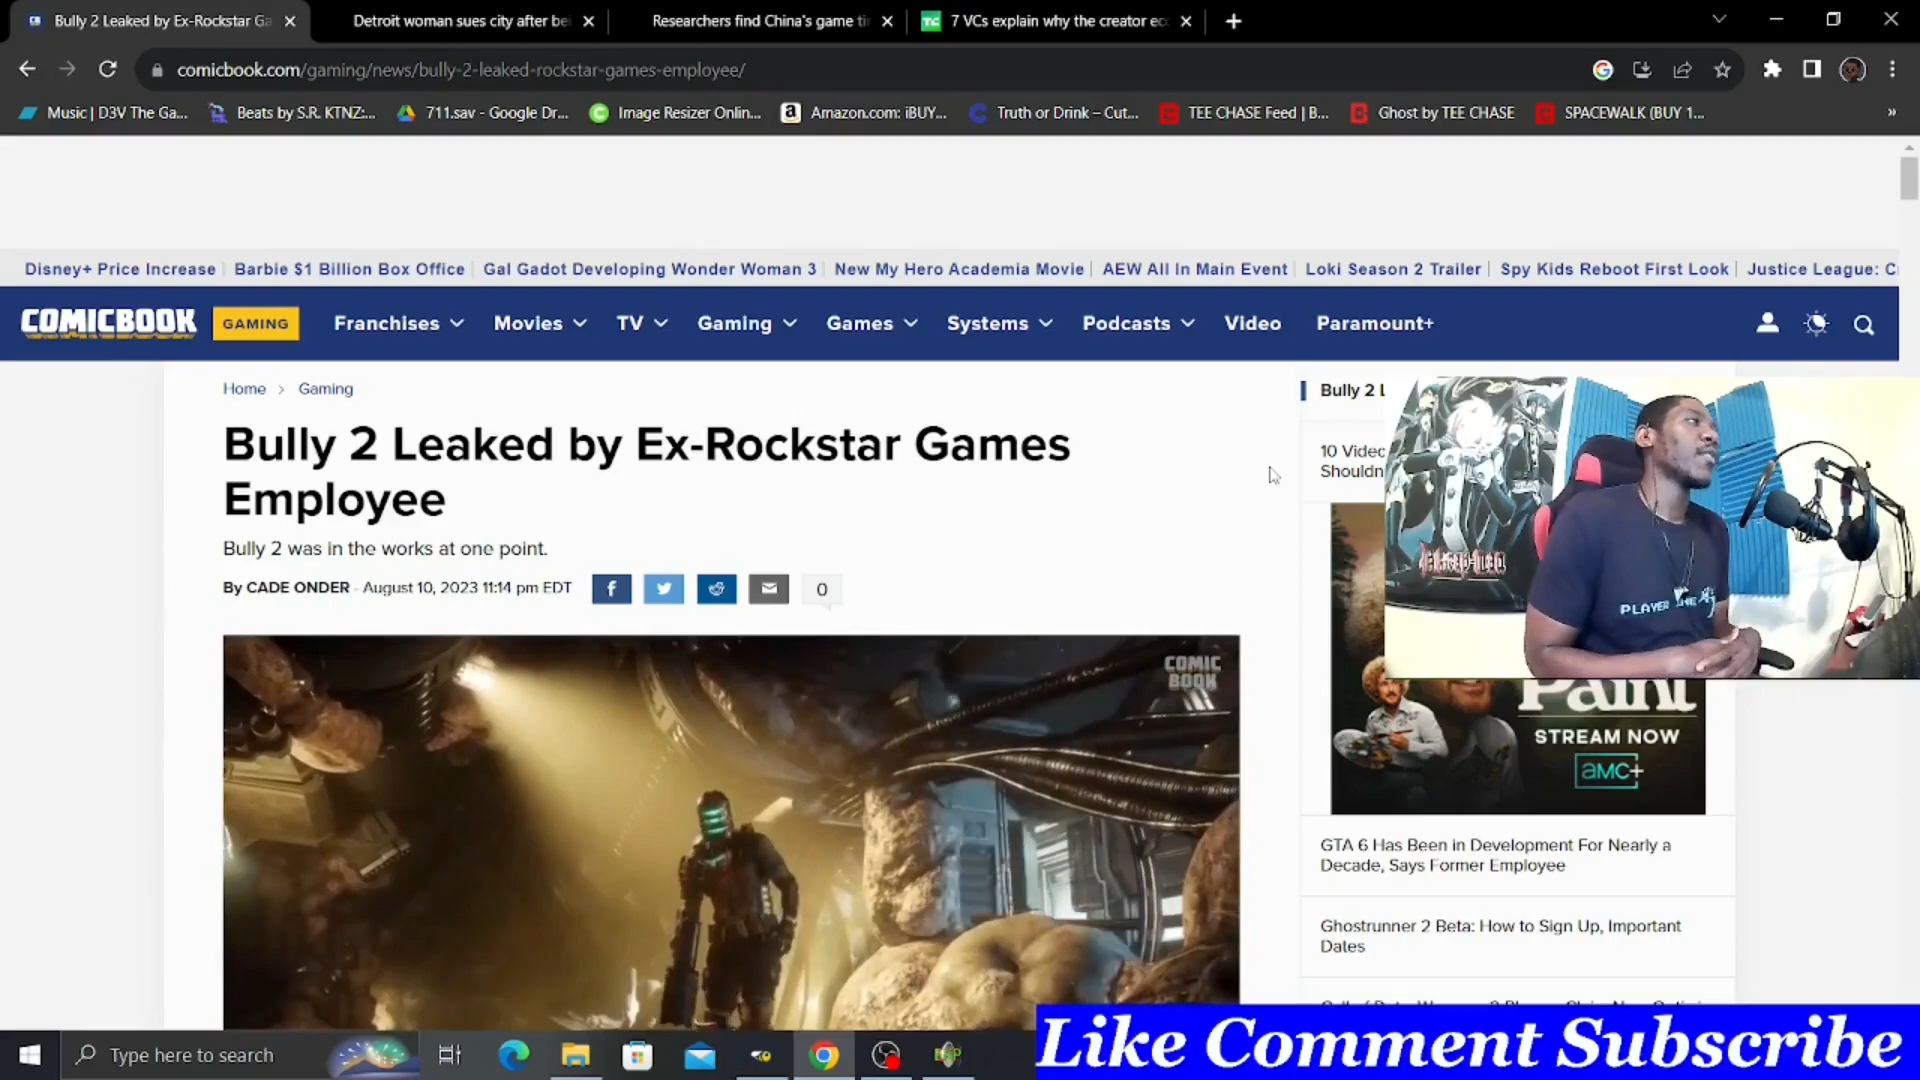 Bully 2 Leaked by Ex-Rockstar Ga
Detroit woman sues city after be
Researchers find China's game ti
TC 7 VCs explain why the creator ec
comicbook.com/gaming/news/bully-2-leaked-rockstar-games-employee/
Music | D3V The Ga...
Beats by S.R. KTNZ:...
711.sav - Google Dr...
Image Resizer Onlin...
Amazon.com: iBUY...
Truth or Drink – Cut...
TEE CHASE Feed | B...
Ghost by TEE CHASE
SPACEWALK (BUY 1...
Disney+ Price Increase
Barbie $1 Billion Box Office
Gal Gadot Developing Wonder Woman 3
New My Hero Academia Movie
AEW All In Main Event
Loki Season 2 Trailer
Spy Kids Reboot First Look
Justice League: C
COMICBOOK GAMING Franchises Movies TV Gaming Games Systems Podcasts Video Paramount+
Home > Gaming
Bully 2 Leaked by Ex-Rockstar Games
Employee
Bully 2 was in the works at one point.
By CADE ONDER - August 10, 2023 11:14 pm EDT
0
COMIC
BOOK
Bully 2 L
10 Videc
Shouldn
PLAYER
Paint
STREAM NOW
aMC+
GTA 6 Has Been in Development For Nearly a
Decade, Says Former Employee
Ghostrunner 2 Beta: How to Sign Up, Important
Dates
Type here to search
Like Comment Subscribe